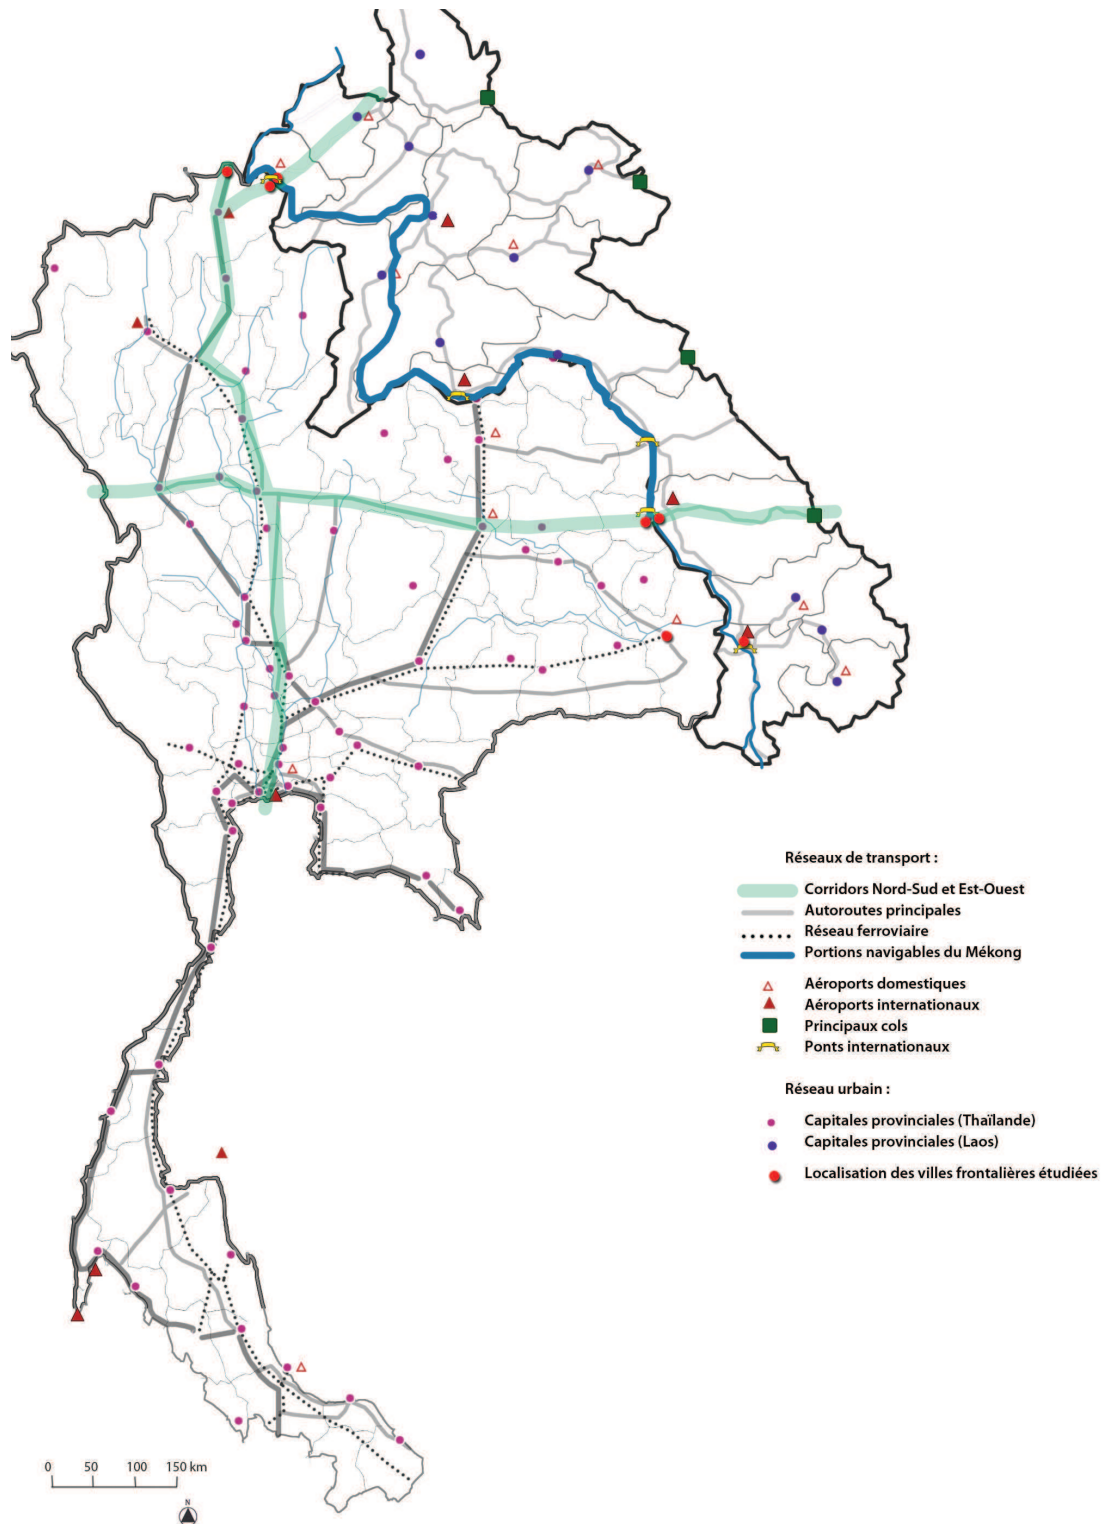 Réseaux de transport :
Corridors Nord-Sud et Est-Ouest
Autoroutes principales
Réseau ferroviaire
Portions navigables du Mékong
Aéroports domestiques
Aéroports internationaux
Principaux cols
Ponts internationaux
Réseau urbain :
Capitales provinciales (Thaïlande)
Capitales provinciales (Laos)
Localisation des villes frontalières étudiées
0 50 100 150 km
N